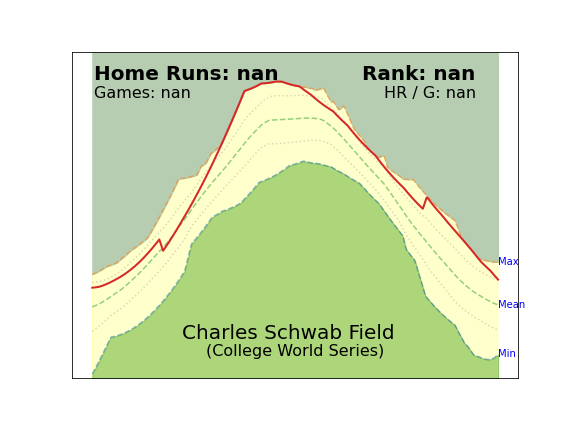 Home Runs: nan
Rank: nan
Games: nan
HR / G: nan
Max
Mean
Charles Schwab Field
(College World Series)
Min